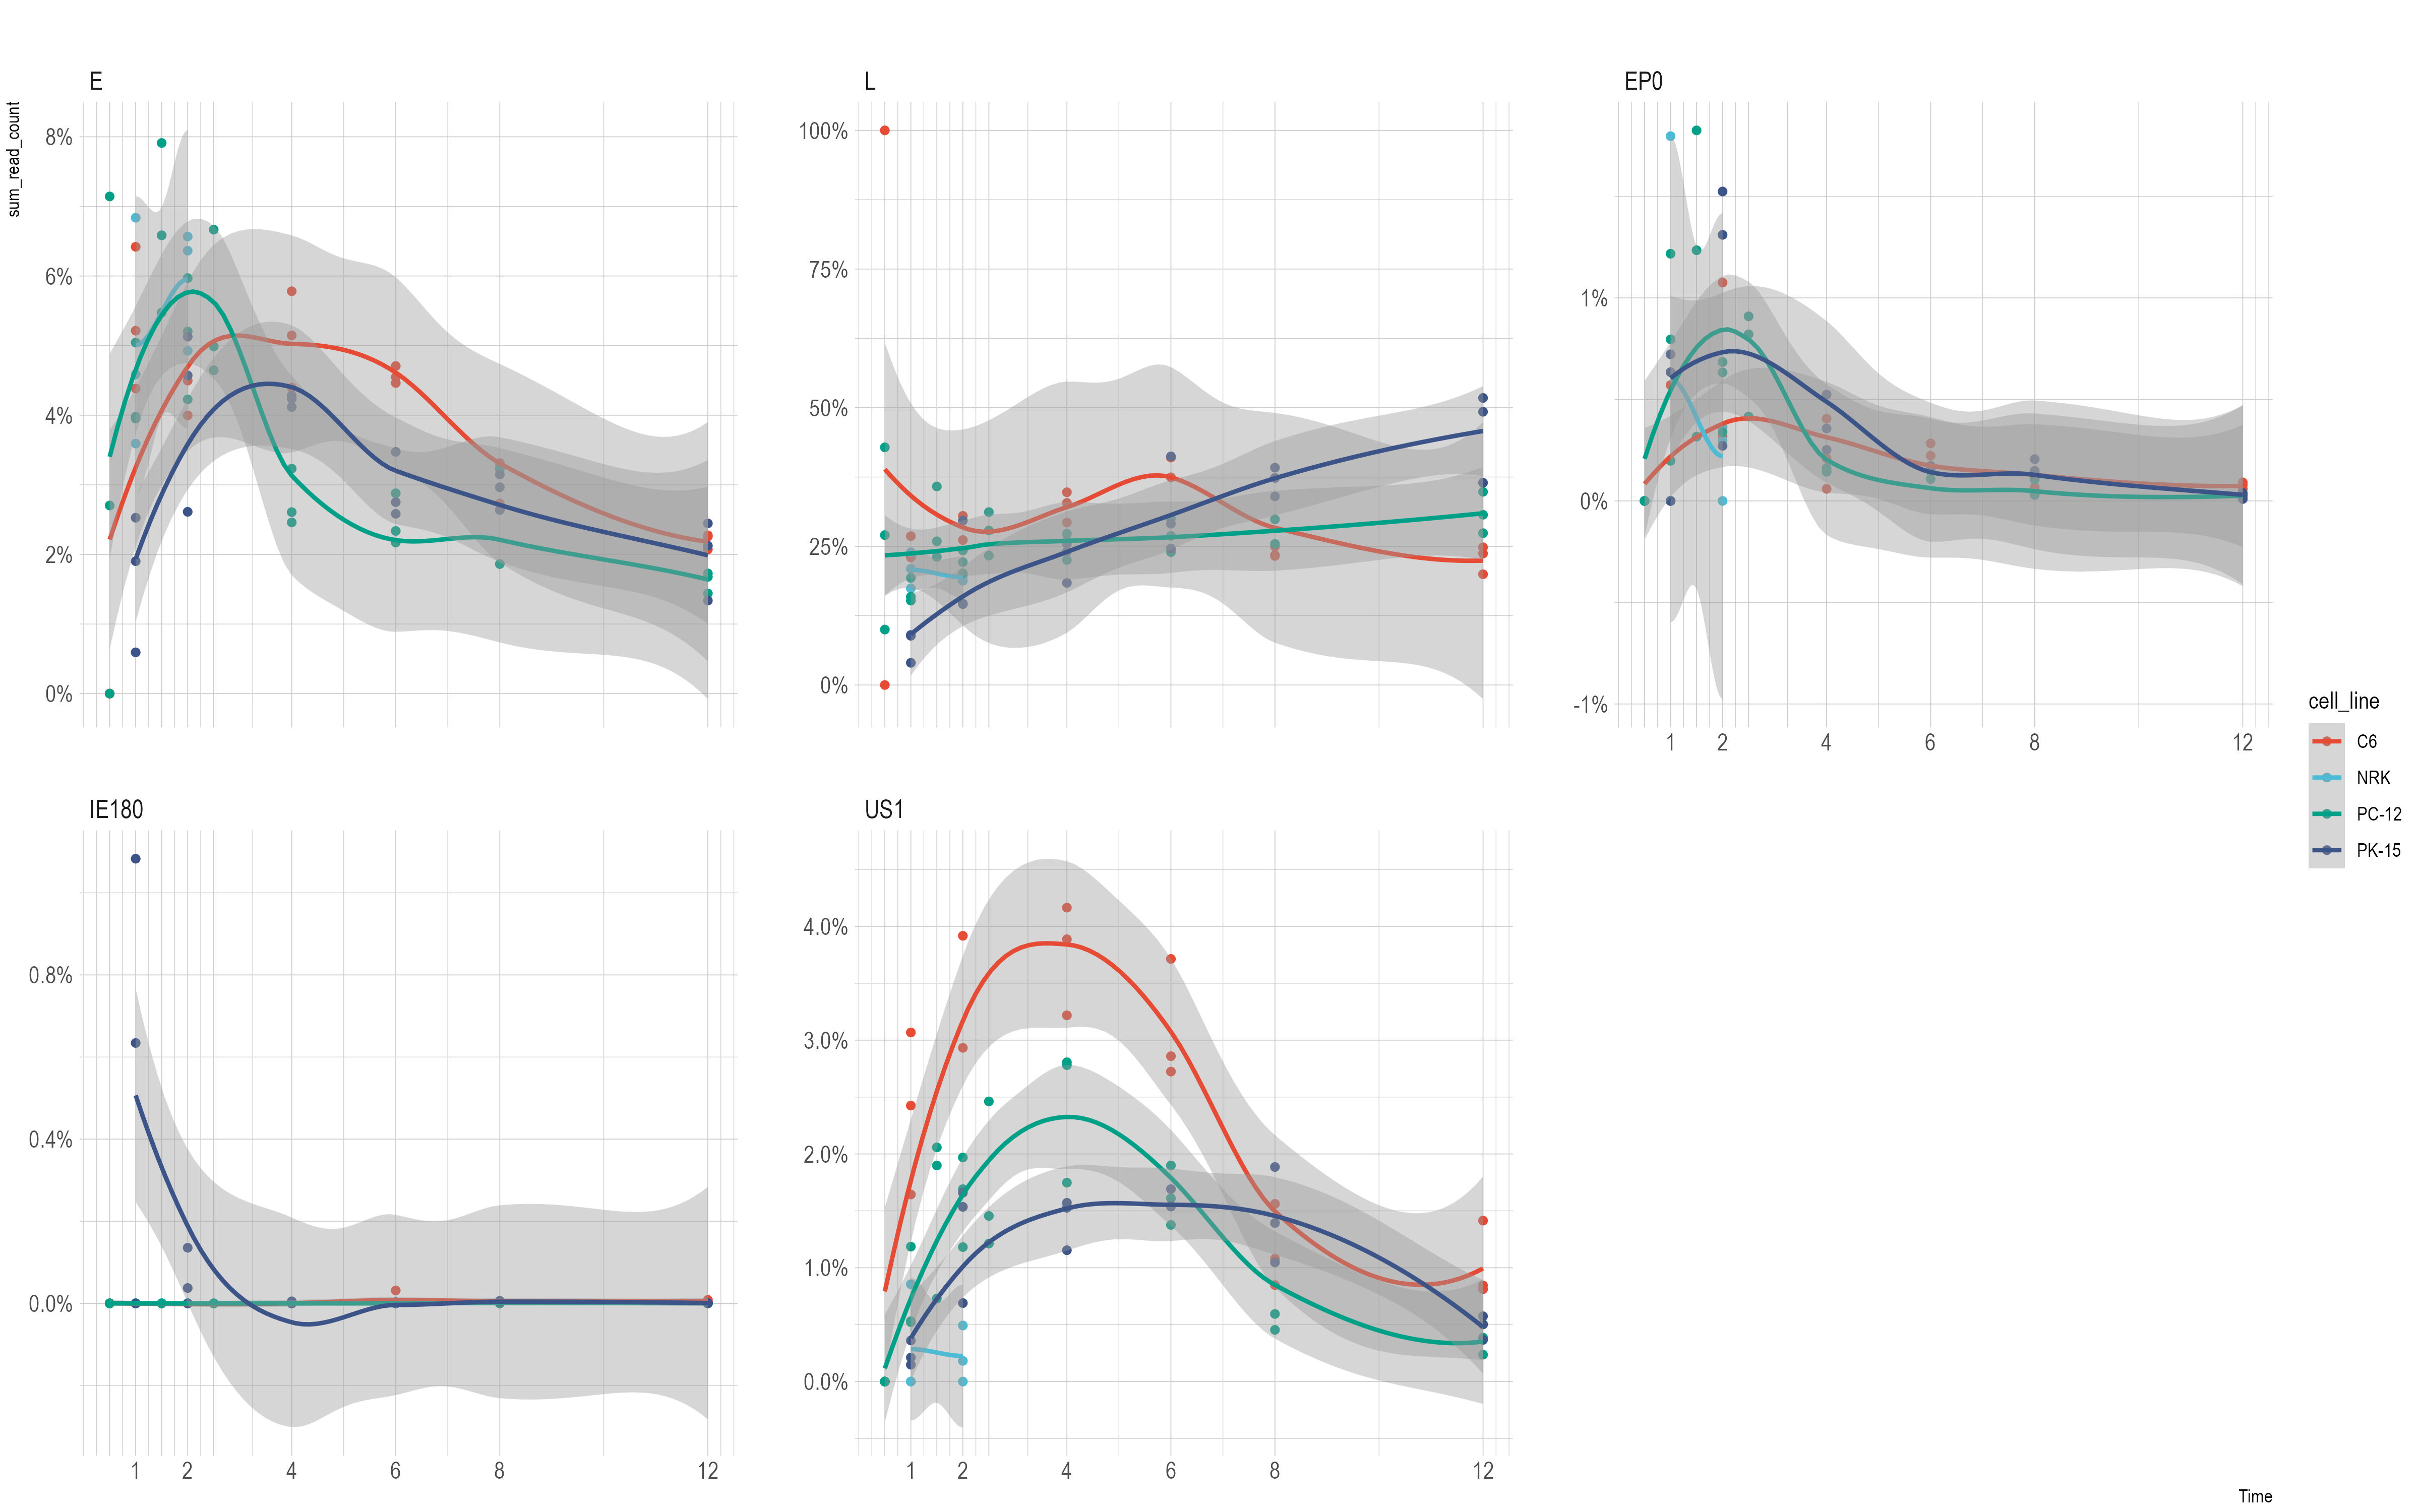 E
L
EP0
sum_read_count
8%
6%
4%
2%
0%
100%
75%
50%
25%
0%
1%
0%
-1%
1 2 4 6 8 12
cell_line
C6
NRK
PC-12
PK-15
IE180
US1
0.8%
0.4%
0.0%
4.0%
3.0%
2.0%
1.0%
0.0%
1 2 4 6 8 12
1 2 4 6 8 12
Time